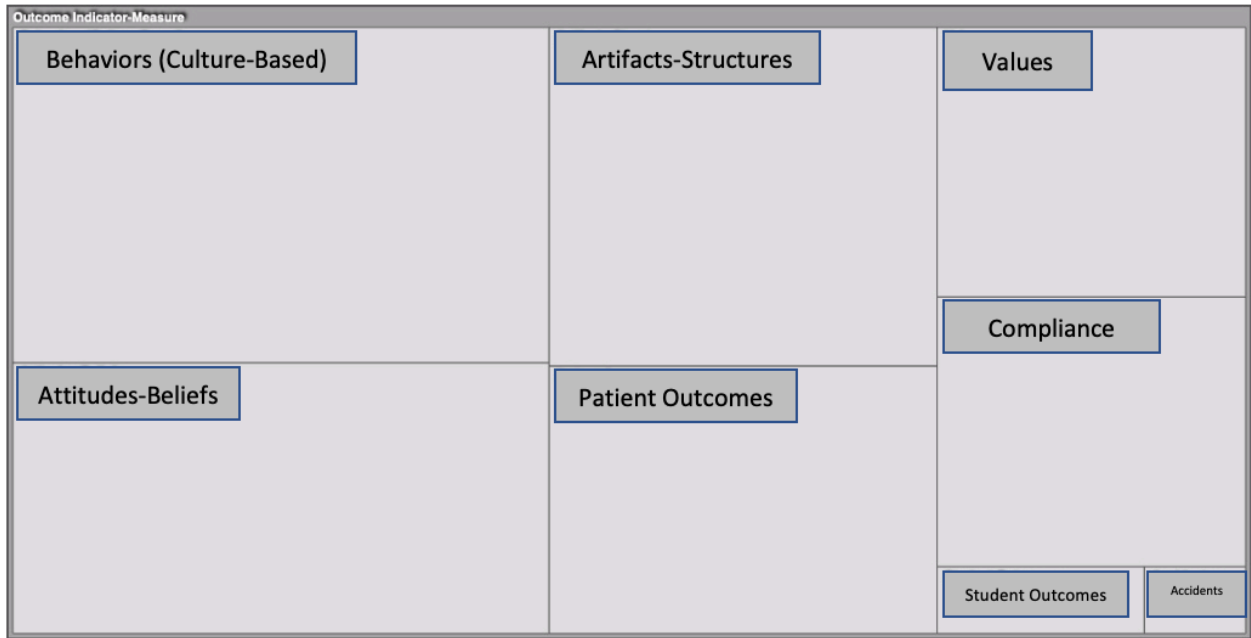 Outcome Indicator-Measure
Behaviors (Culture-Based)
Artifacts-Structures
Values
Compliance
Attitudes-Beliefs
Patient Outcomes
Student Outcomes
Accidents